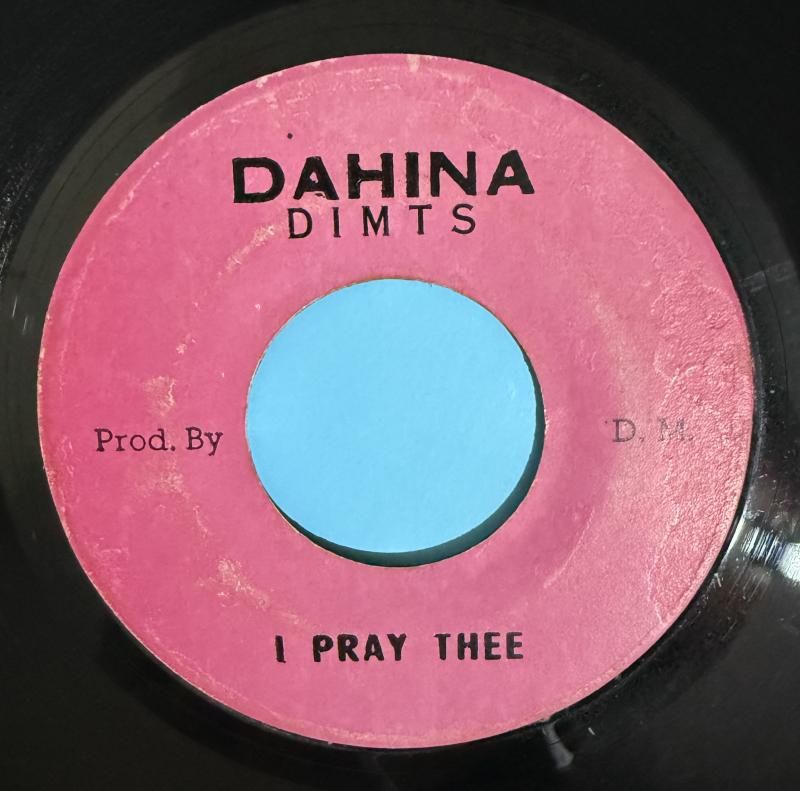 DAHINA
DIMTS
Prod. By D. M.
I PRAY THEE